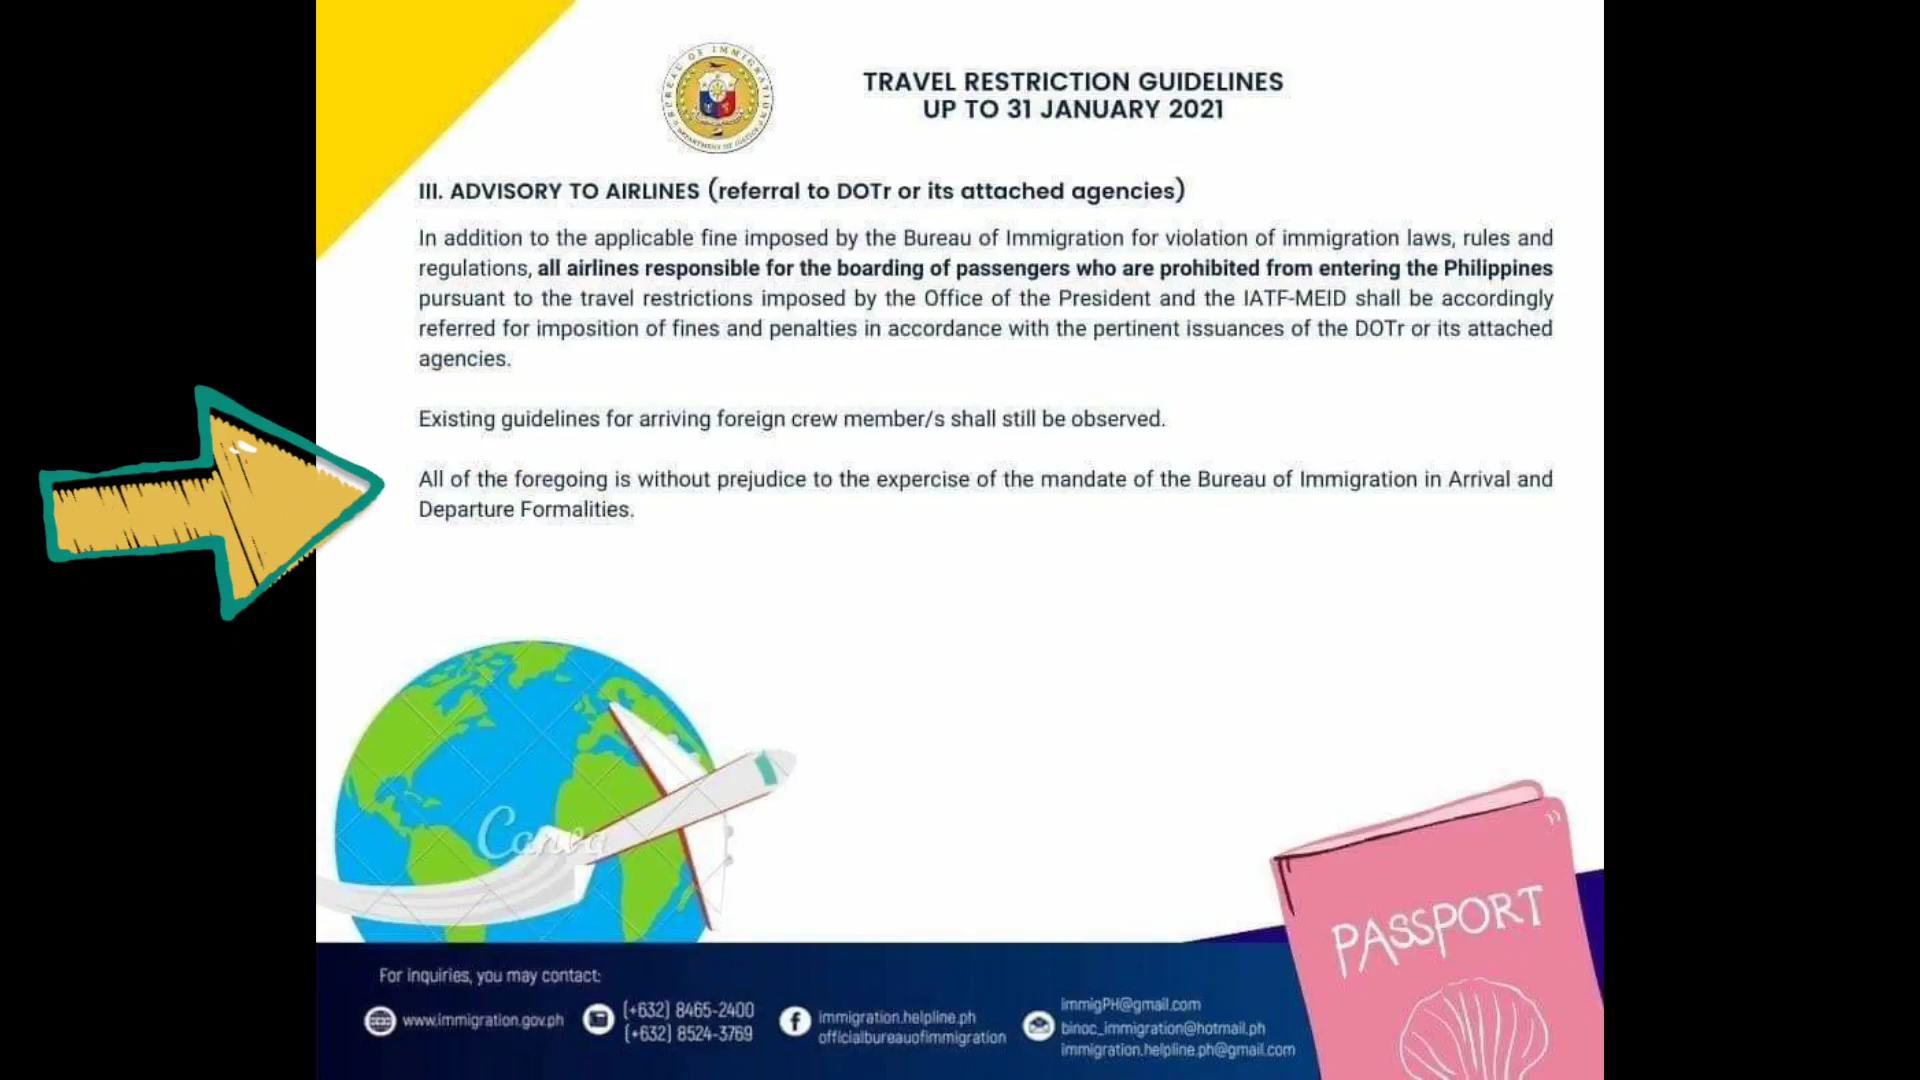 BUREAU OF IMMIGRATION
DEPARTMENT OF JUSTICE
TRAVEL RESTRICTION GUIDELINES
UP TO 31 JANUARY 2021
III. ADVISORY TO AIRLINES (referral to DOTr or its attached agencies)
In addition to the applicable fine imposed by the Bureau of Immigration for violation of immigration laws, rules and
regulations, all airlines responsible for the boarding of passengers who are prohibited from entering the Philippines
pursuant to the travel restrictions imposed by the Office of the President and the IATF-MEID shall be accordingly
referred for imposition of fines and penalties in accordance with the pertinent issuances of the DOTr or its attached
agencies.
Existing guidelines for arriving foreign crew member/s shall still be observed.
All of the foregoing is without prejudice to the expercise of the mandate of the Bureau of Immigration in Arrival and
Departure Formalities.
Canva
PASSPORT
For inquiries, you may contact:
www.immigration.gov.ph
(+632) 8465-2400
(+632) 8524-3769
immigration.helpline.ph
officialbureauofimmigration
immigPH@gmail.com
binoc_immigration@hotmail.ph
immigration.helpline.ph@gmail.com